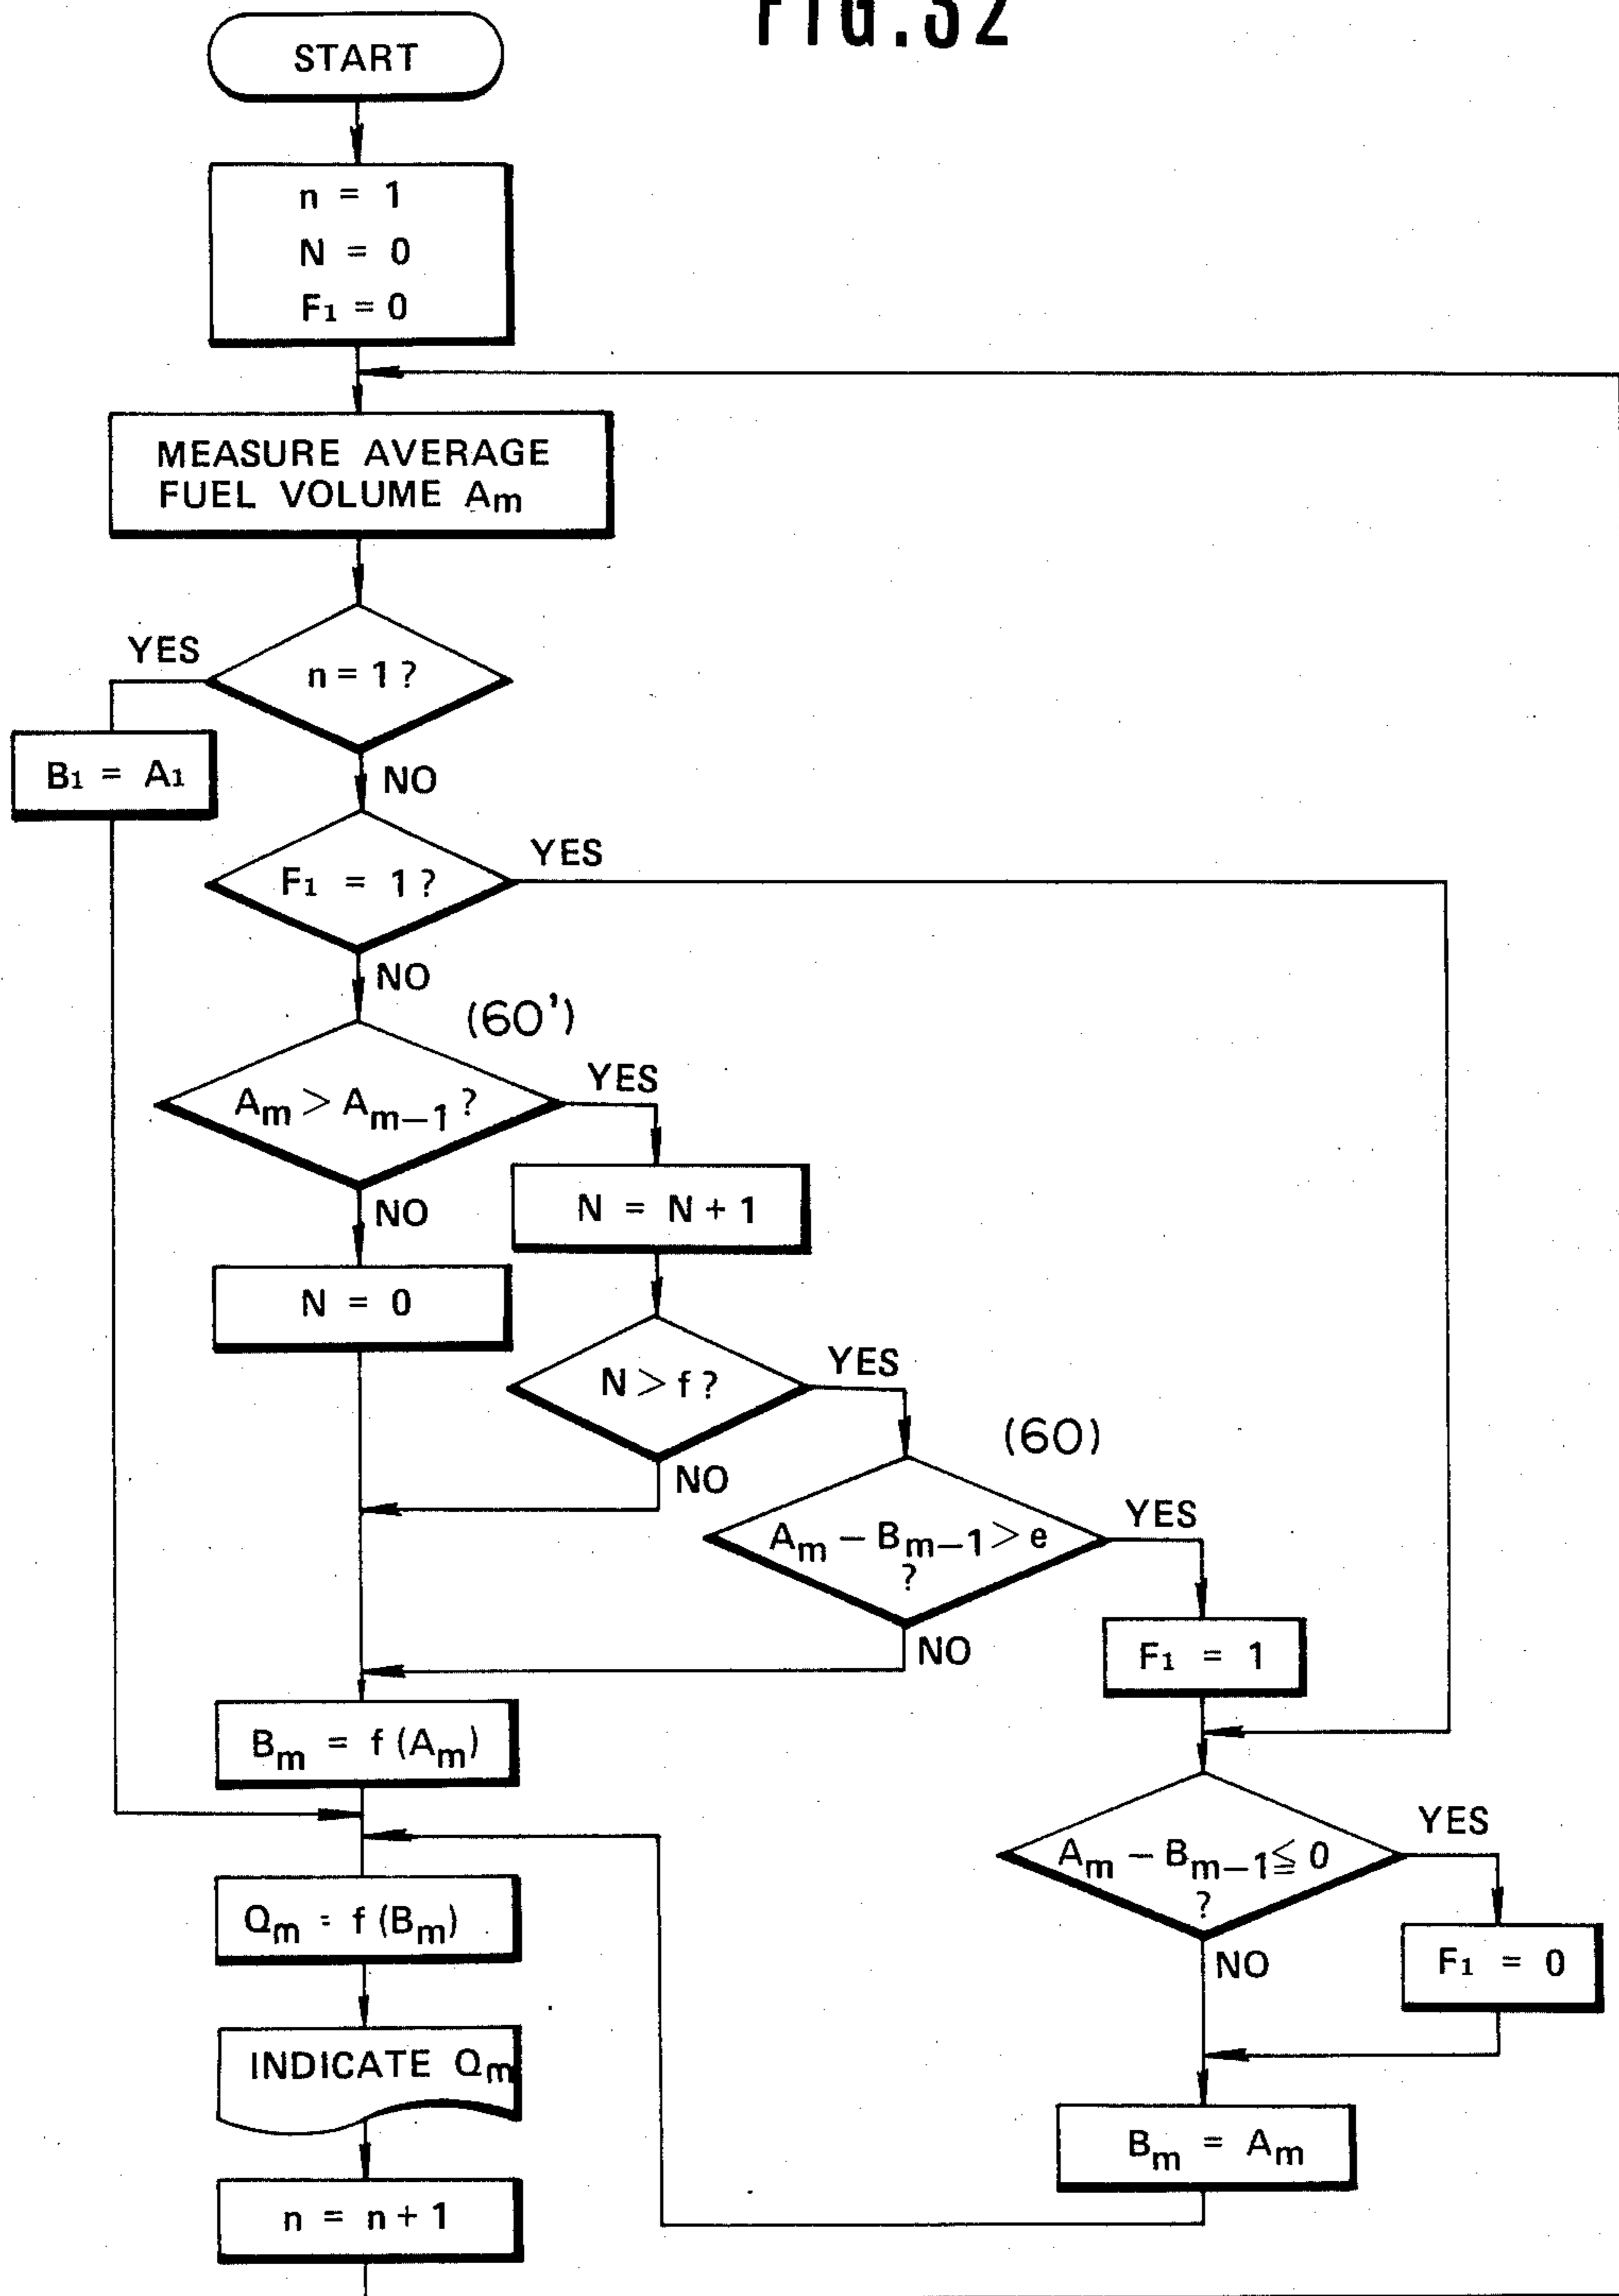 FIG.32
START
n = 1
N = 0
F1 = 0
MEASURE AVERAGE
FUEL VOLUME Am
YES
n = 1 ?
B1 = A1
NO
F1 = 1 ?
YES
NO
(60')
Am > Am−1 ?
YES
N = N + 1
NO
N = 0
N > f ?
YES
(60)
NO
Am − Bm−1 > e
?
YES
NO
F1 = 1
Bm = f (Am)
Am − Bm−1 ≦ 0
?
YES
Qm = f (Bm)
NO
F1 = 0
INDICATE Qm
Bm = Am
n = n + 1